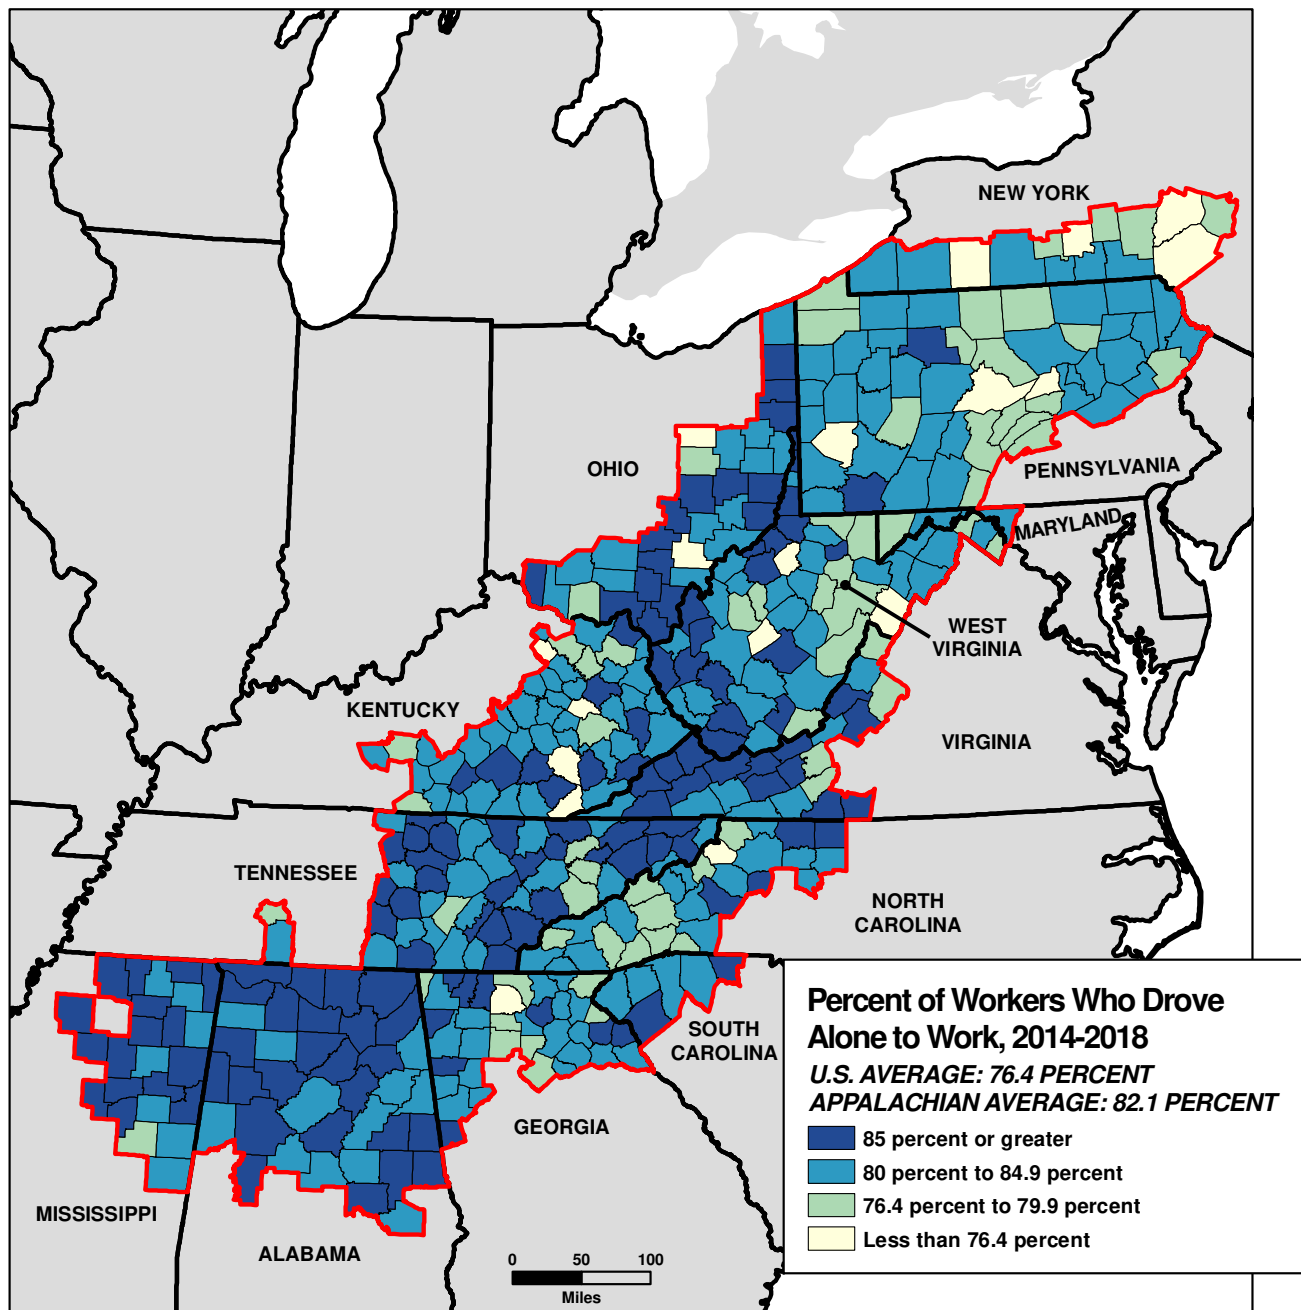 NEW YORK
OHIO
PENNSYLVANIA
MARYLAND
WEST
VIRGINIA
KENTUCKY
VIRGINIA
TENNESSEE
NORTH
CAROLINA
SOUTH
CAROLINA
GEORGIA
MISSISSIPPI
ALABAMA
0 50 100
Miles
Percent of Workers Who Drove
Alone to Work, 2014-2018
U.S. AVERAGE: 76.4 PERCENT
APPALACHIAN AVERAGE: 82.1 PERCENT
85 percent or greater
80 percent to 84.9 percent
76.4 percent to 79.9 percent
Less than 76.4 percent